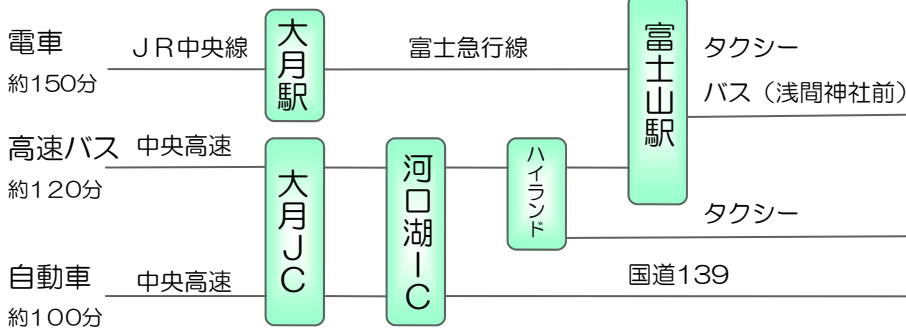 電車
約150分
JR中央線
大月駅
富士急行線
富士山駅
タクシー
バス(浅間神社前)
高速バス
約120分
中央高速
大月JC
河口湖IC
ハイランド
タクシー
自動車
約100分
中央高速
国道139